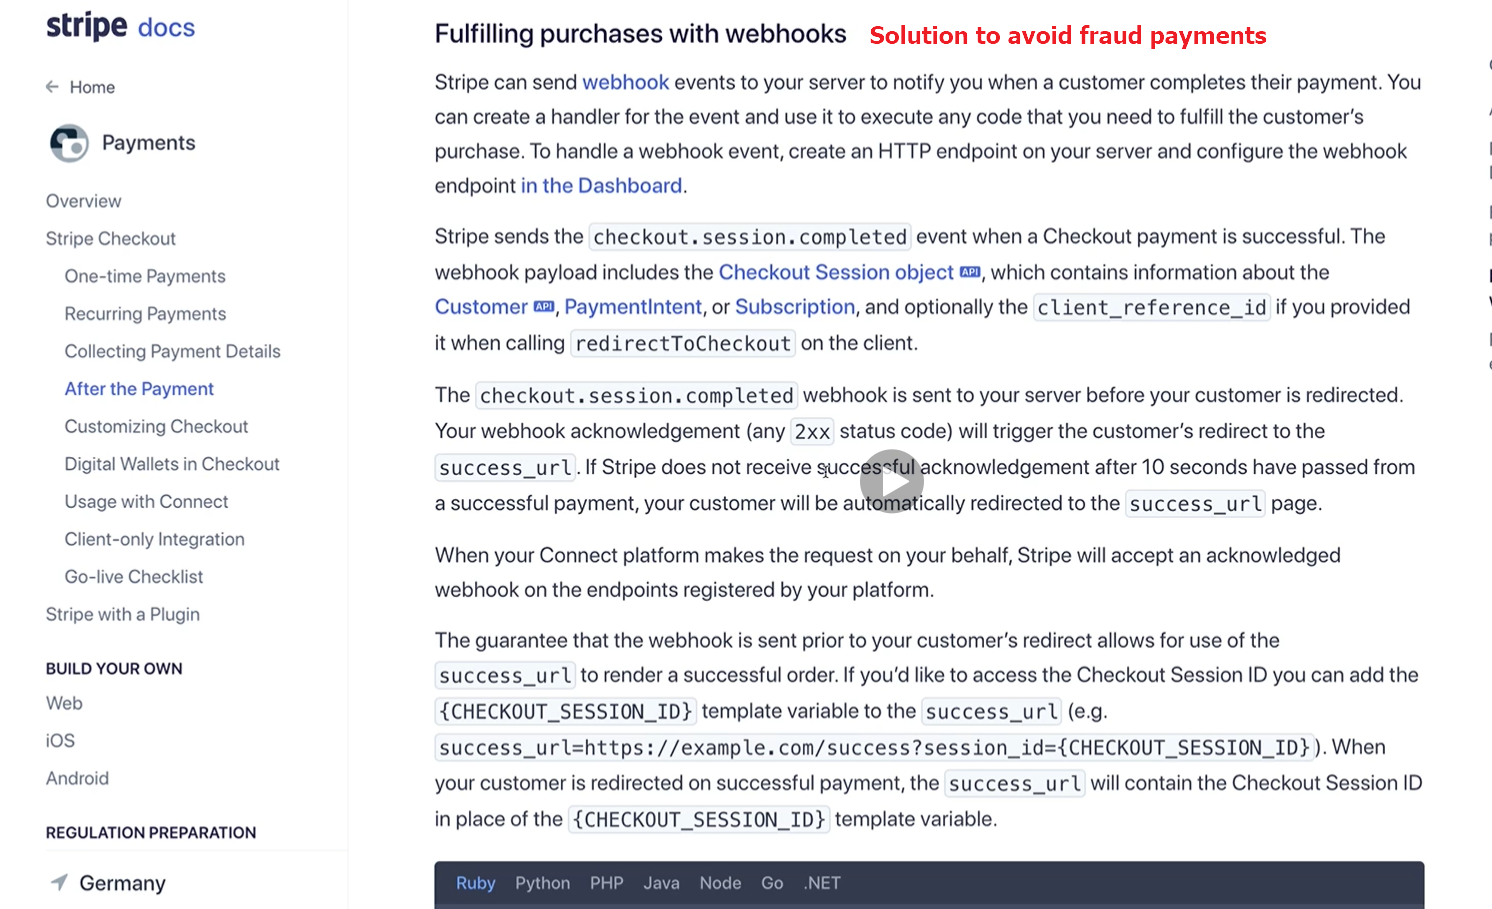 stripe docs
Home
Payments
Overview
Stripe Checkout
One-time Payments
Recurring Payments
Collecting Payment Details
After the Payment
Customizing Checkout
Digital Wallets in Checkout
Usage with Connect
Client-only Integration
Go-live Checklist
Stripe with a Plugin
BUILD YOUR OWN
Web
iOS
Android
REGULATION PREPARATION
Germany
Fulfilling purchases with webhooks Solution to avoid fraud payments
Stripe can send webhook events to your server to notify you when a customer completes their payment. You
can create a handler for the event and use it to execute any code that you need to fulfill the customer’s
purchase. To handle a webhook event, create an HTTP endpoint on your server and configure the webhook
endpoint in the Dashboard.
Stripe sends the checkout.session.completed event when a Checkout payment is successful. The
webhook payload includes the Checkout Session object API, which contains information about the
Customer API, PaymentIntent, or Subscription, and optionally the client_reference_id if you provided
it when calling redirectToCheckout on the client.
The checkout.session.completed webhook is sent to your server before your customer is redirected.
Your webhook acknowledgement (any 2xx status code) will trigger the customer’s redirect to the
success_url. If Stripe does not receive successful acknowledgement after 10 seconds have passed from
a successful payment, your customer will be automatically redirected to the success_url page.
When your Connect platform makes the request on your behalf, Stripe will accept an acknowledged
webhook on the endpoints registered by your platform.
The guarantee that the webhook is sent prior to your customer’s redirect allows for use of the
success_url to render a successful order. If you’d like to access the Checkout Session ID you can add the
{CHECKOUT_SESSION_ID} template variable to the success_url (e.g.
success_url=https://example.com/success?session_id={CHECKOUT_SESSION_ID}). When
your customer is redirected on successful payment, the success_url will contain the Checkout Session ID
in place of the {CHECKOUT_SESSION_ID} template variable.
Ruby Python PHP Java Node Go .NET